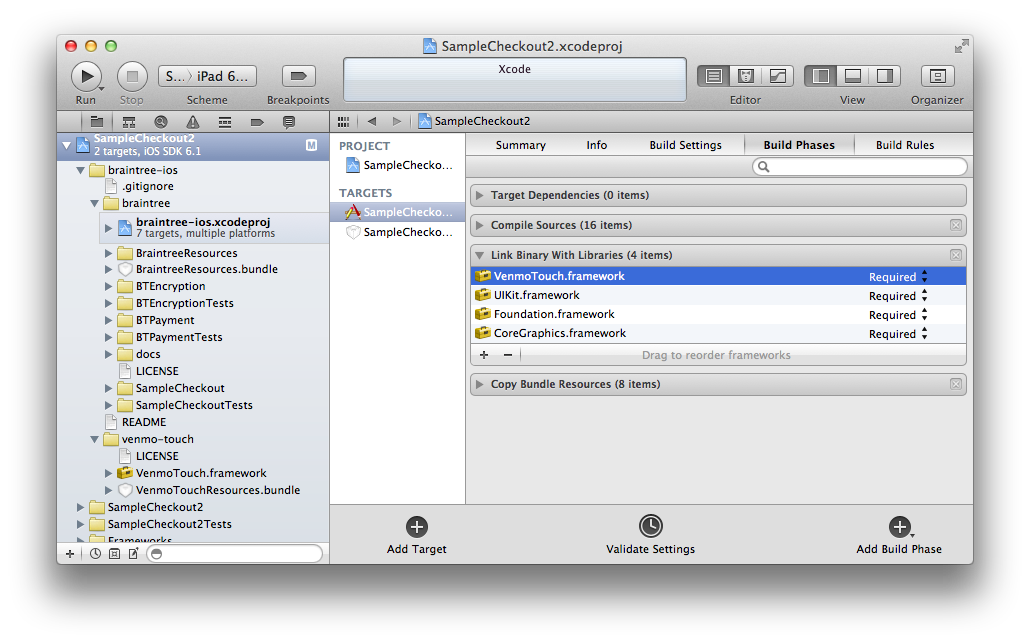 SampleCheckout2.xcodeproj
S... 〉 iPad 6...
Xcode
Run
Stop
Scheme
Breakpoints
Editor
View
Organizer
SampleCheckout2
SampleCheckout2
2 targets, iOS SDK 6.1
M
braintree-ios
.gitignore
braintree
braintree-ios.xcodeproj
7 targets, multiple platforms
BraintreeResources
BraintreeResources.bundle
BTEncryption
BTEncryptionTests
BTPayment
BTPaymentTests
docs
LICENSE
SampleCheckout
SampleCheckoutTests
README
venmo-touch
LICENSE
VenmoTouch.framework
VenmoTouchResources.bundle
SampleCheckout2
SampleCheckout2Tests
Frameworks
PROJECT
SampleChecko...
TARGETS
SampleChecko...
SampleChecko...
Summary
Info
Build Settings
Build Phases
Build Rules
Target Dependencies (0 items)
Compile Sources (16 items)
Link Binary With Libraries (4 items)
VenmoTouch.framework Required
UIKit.framework Required
Foundation.framework Required
CoreGraphics.framework Required
Drag to reorder frameworks
Copy Bundle Resources (8 items)
Add Target
Validate Settings
Add Build Phase